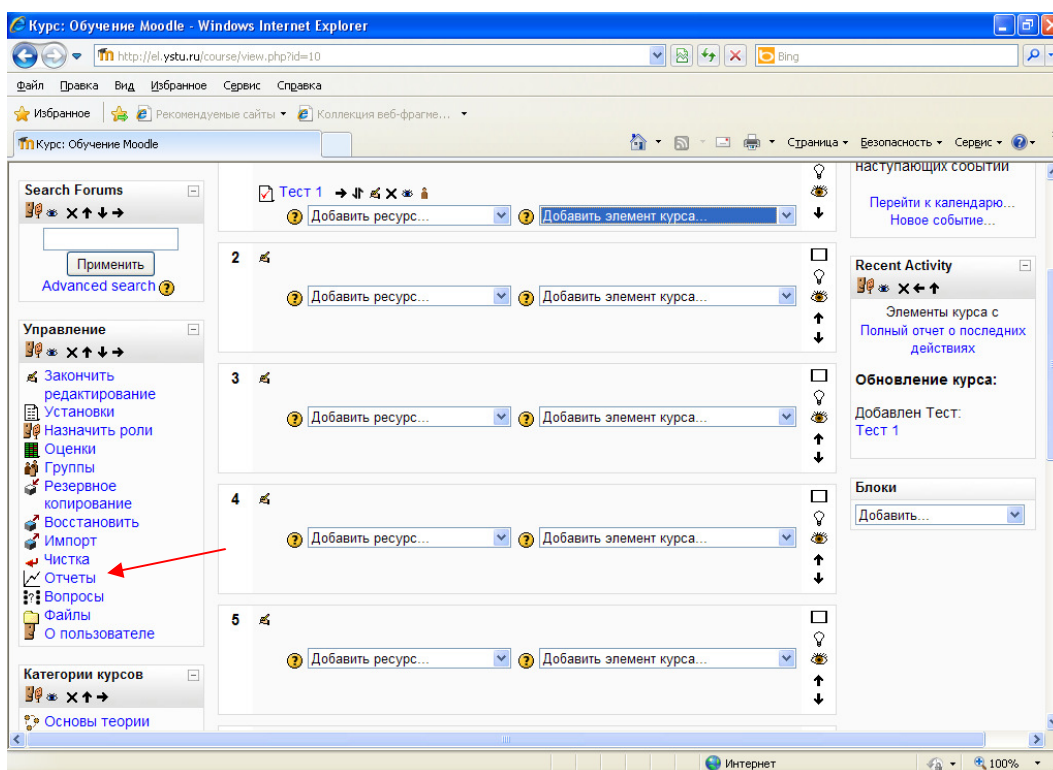 Курс: Обучение Moodle - Windows Internet Explorer
http://el.ystu.ru/course/view.php?id=10
Bing
Файл Правка Вид Избранное Сервис Справка
Избранное Рекомендуемые сайты Коллекция веб-фрагме...
Курс: Обучение Moodle
Страница Безопасность Сервис
Search Forums
Применить
Advanced search
Управление
Закончить
редактирование
Установки
Назначить роли
Оценки
Группы
Резервное
копирование
Восстановить
Импорт
Чистка
Отчеты
Вопросы
Файлы
О пользователе
Категории курсов
Основы теории
Тест 1
Добавить ресурс... Добавить элемент курса...
2
Добавить ресурс... Добавить элемент курса...
3
Добавить ресурс... Добавить элемент курса...
4
Добавить ресурс... Добавить элемент курса...
5
Добавить ресурс... Добавить элемент курса...
наступающих событий
Перейти к календарю...
Новое событие...
Recent Activity
Элементы курса с
Полный отчет о последних
действиях
Обновление курса:
Добавлен Тест:
Тест 1
Блоки
Добавить...
Интернет
100%